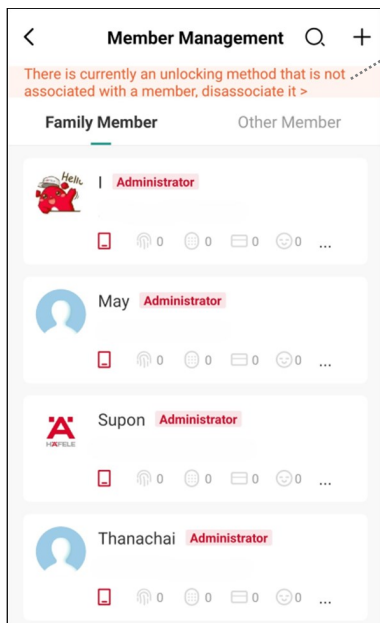 Member Management
There is currently an unlocking method that is not
associated with a member, disassociate it >
Family Member Other Member
Hello
I Administrator
0 0 0 0 ...
May Administrator
0 0 0 0 ...
HÄFELE
Supon Administrator
0 0 0 0 ...
Thanachai Administrator
0 0 0 0 ...